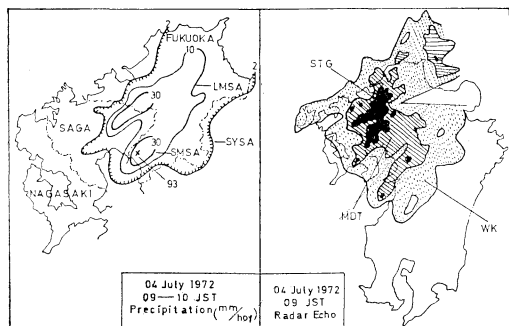 2
FUKUOKA
10
2
LMSA
30
SAGA
30
SYSA
SMSA
NAGASAKI
93
04 July 1972
09—10 JST
Precipitation (mm/hof)
STG
MDT
WK
04 July 1972
09 JST
Radar Echo